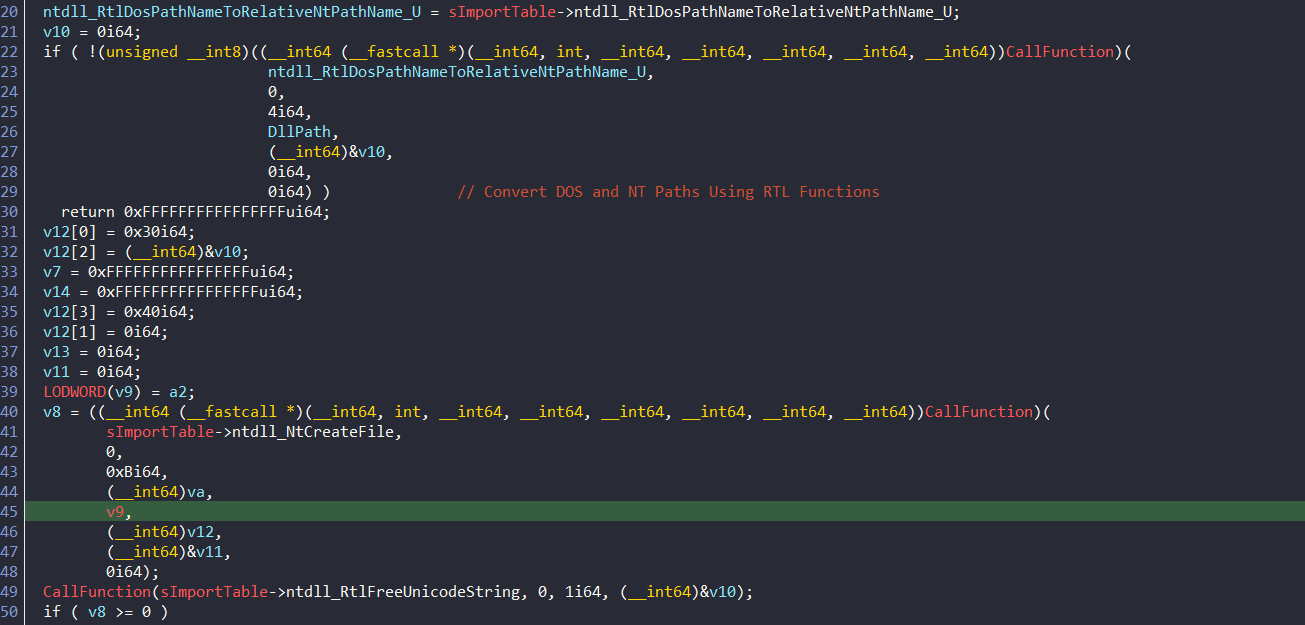 20 ntdll_RtlDosPathNameToRelativeNtPathName_U = sImportTable->ntdll_RtlDosPathNameToRelativeNtPathName_U;
21 v10 = 0i64;
22 if ( !(unsigned __int8)((__int64 (__fastcall *)(__int64, int, __int64, __int64, __int64, __int64, __int64))CallFunction)(
23 ntdll_RtlDosPathNameToRelativeNtPathName_U,
24 0,
25 4i64,
26 DllPath,
27 (__int64)&v10,
28 0i64,
29 0i64) ) // Convert DOS and NT Paths Using RTL Functions
30 return 0xFFFFFFFFFFFFFFFFui64;
31 v12[0] = 0x30i64;
32 v12[2] = (__int64)&v10;
33 v7 = 0xFFFFFFFFFFFFFFFFui64;
34 v14 = 0xFFFFFFFFFFFFFFFFui64;
35 v12[3] = 0x40i64;
36 v12[1] = 0i64;
37 v13 = 0i64;
38 v11 = 0i64;
39 LODWORD(v9) = a2;
40 v8 = ((__int64 (__fastcall *)(__int64, int, __int64, __int64, __int64, __int64, __int64, __int64))CallFunction)(
41 sImportTable->ntdll_NtCreateFile,
42 0,
43 0xBi64,
44 (__int64)va,
45 v9,
46 (__int64)v12,
47 (__int64)&v11,
48 0i64);
49 CallFunction(sImportTable->ntdll_RtlFreeUnicodeString, 0, 1i64, (__int64)&v10);
50 if ( v8 >= 0 )